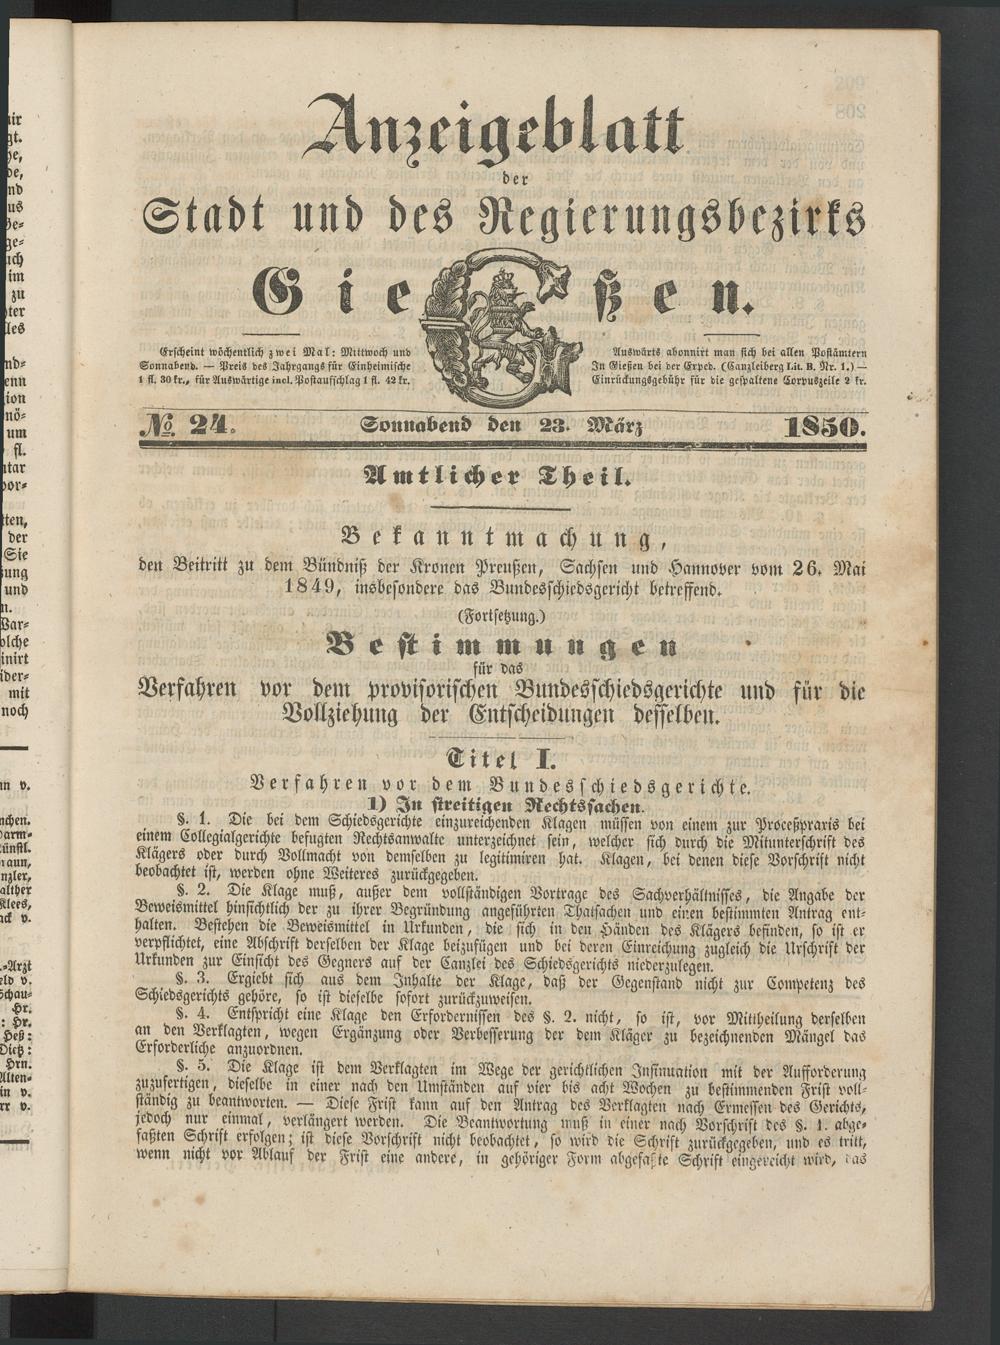 Anzeigeblatt
der
Stadt und des Regierungsbezirks
Gießen.
Erscheint wöchentlich zwei Mal: Mittwoch und
Sonnabend. — Preis des Jahrgangs für Einheimische
1 fl. 30 kr., für Auswärtige incl. Postaufschlag 1 fl. 42 kr.
Auswärts abonnirt man sich bei allen Postämtern
In Gießen bei der Exped. (Canzleiberg Lit. B. Nr. 1.) —
Einrückungsgebühr für die gespaltene Corpuszeile 2 kr.
No. 24. Sonnabend den 23. März 1850.
Amtlicher Theil.
Bekanntmachung,
den Beitritt zu dem Bündniß der Kronen Preußen, Sachsen und Hannover vom 26. Mai
1849, insbesondere das Bundesschiedsgericht betreffend.
(Fortsetzung.)
Bestimmungen
für das
Verfahren vor dem provisorischen Bundesschiedsgerichte und für die
Vollziehung der Entscheidungen desselben.
Titel I.
Verfahren vor dem Bundesschiedsgerichte.
1) In streitigen Rechtssachen.
§. 1. Die bei dem Schiedsgerichte einzureichenden Klagen müssen von einem zur Proceßpraxis bei
einem Collegialgerichte befugten Rechtsanwalte unterzeichnet sein, welcher sich durch die Mitunterschrift des
Klägers oder durch Vollmacht von demselben zu legitimiren hat. Klagen, bei denen diese Vorschrift nicht
beobachtet ist, werden ohne Weiteres zurückgegeben.
§. 2. Die Klage muß, außer dem vollständigen Vortrage des Sachverhältnisses, die Angabe der
Beweismittel hinsichtlich der zu ihrer Begründung angeführten Thatsachen und einen bestimmten Antrag ent-
halten. Bestehen die Beweismittel in Urkunden, die sich in den Händen des Klägers befinden, so ist er
verpflichtet, eine Abschrift derselben der Klage beizufügen und bei deren Einreichung zugleich die Urschrift der
Urkunden zur Einsicht des Gegners auf der Canzlei des Schiedsgerichts niederzulegen.
§. 3. Ergiebt sich aus dem Inhalte der Klage, daß der Gegenstand nicht zur Competenz des
Schiedsgerichts gehöre, so ist dieselbe sofort zurückzuweisen.
§. 4. Entspricht eine Klage den Erfordernissen des §. 2. nicht, so ist, vor Mittheilung derselben
an den Verklagten, wegen Ergänzung oder Verbesserung der dem Kläger zu bezeichnenden Mängel das
Erforderliche anzuordnen.
§. 5. Die Klage ist dem Verklagten im Wege der gerichtlichen Insinuation mit der Aufforderung
zuzufertigen, dieselbe in einer nach den Umständen auf vier bis acht Wochen zu bestimmenden Frist voll-
ständig zu beantworten. — Diese Frist kann auf den Antrag des Verklagten nach Ermessen des Gerichts,
jedoch nur einmal, verlängert werden. Die Beantwortung muß in einer nach Vorschrift des §. 1. abge-
faßten Schrift erfolgen; ist diese Vorschrift nicht beobachtet, so wird die Schrift zurückgegeben, und es tritt,
wenn nicht vor Ablauf der Frist eine andere, in gehöriger Form abgefaßte Schrift eingereicht wird, das